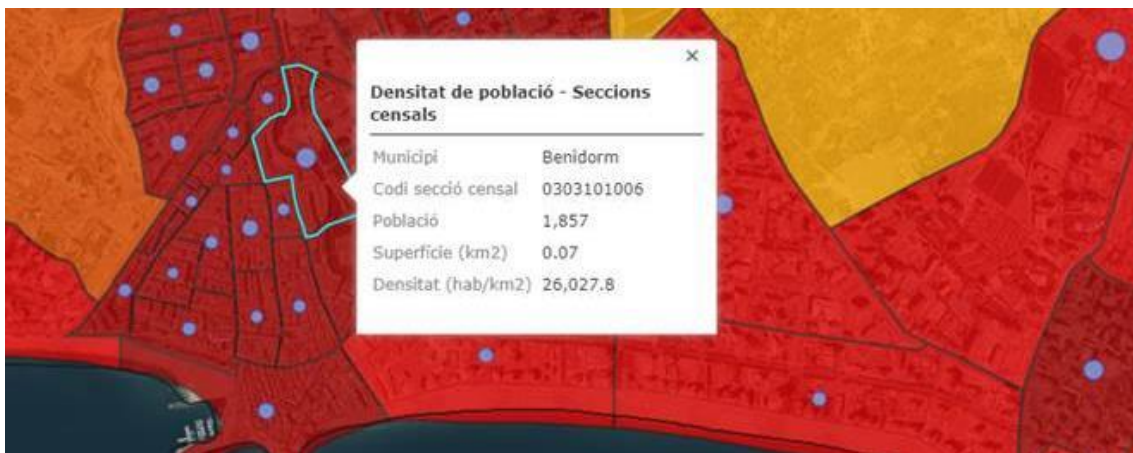 ×
Densitat de població - Seccions
censals
Municipi Benidorm
Codi secció censal 0303101006
Població 1,857
Superfície (km2) 0.07
Densitat (hab/km2) 26,027.8